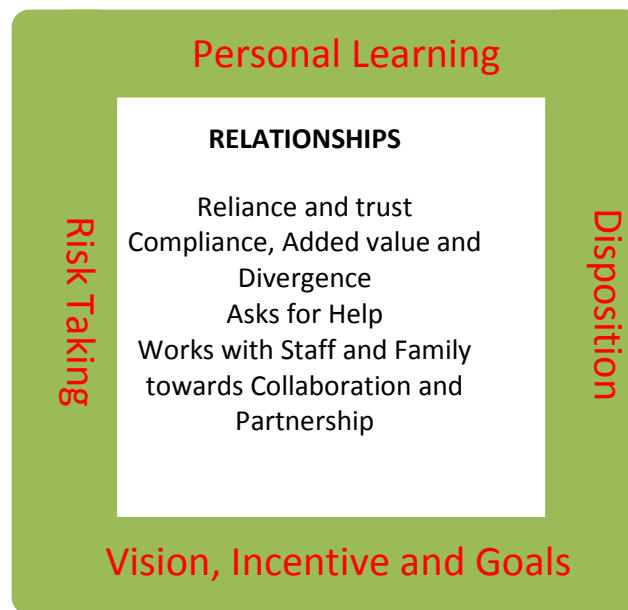 Personal Learning
RELATIONSHIPS
Reliance and trust
Compliance, Added value and
Divergence
Asks for Help
Works with Staff and Family
towards Collaboration and
Partnership
Risk Taking
Disposition
Vision, Incentive and Goals